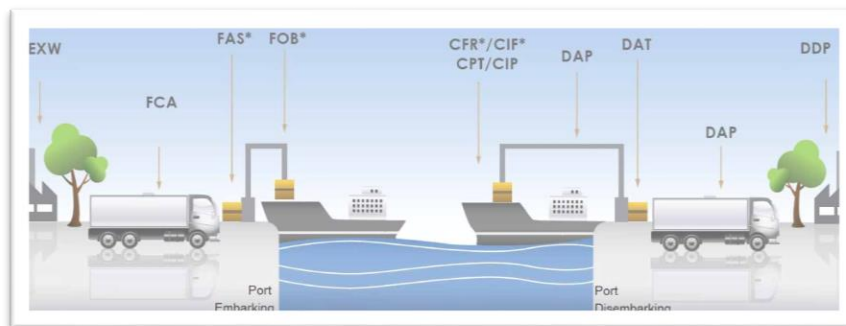 EXW
FAS*
FOB*
CFR*/CIF*
CPT/CIP
DAP
DAT
DDP
FCA
DAP
Port
Embarking
Port
Disembarking